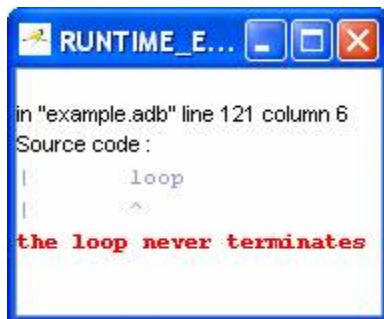 RUNTIME_E...
in "example.adb" line 121 column 6
Source code :
|       loop
|       ^
the loop never terminates